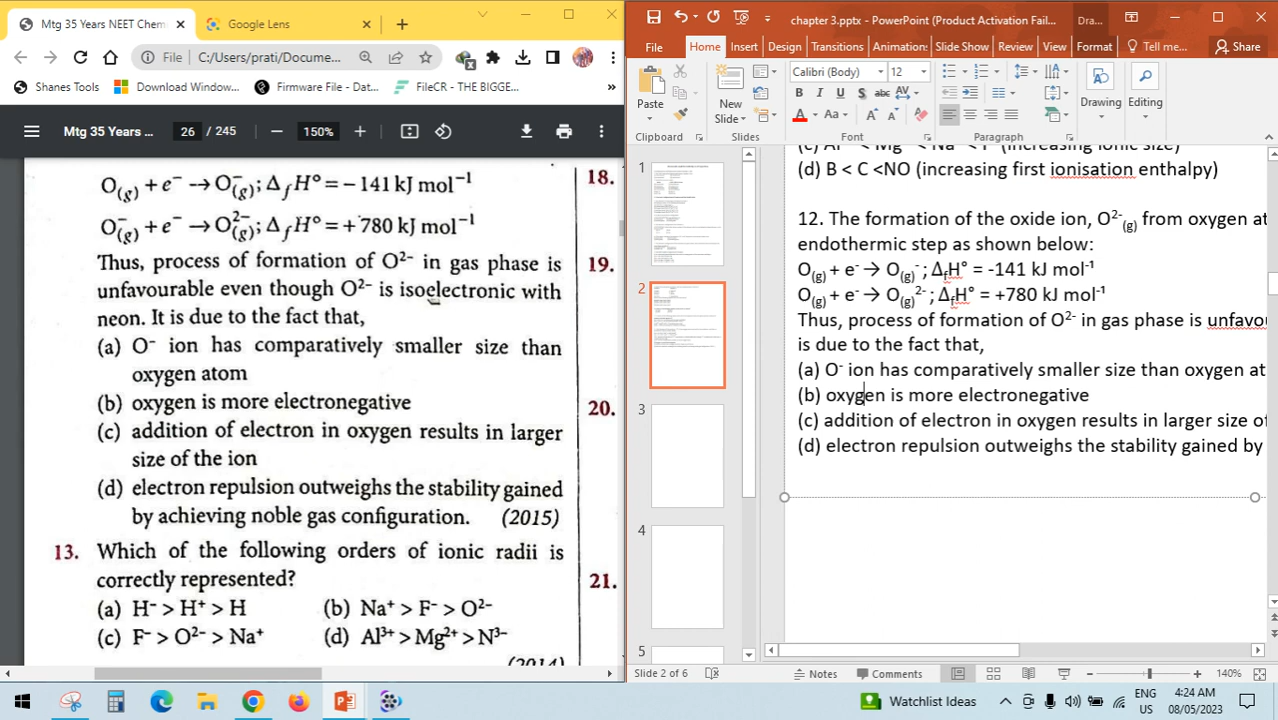 Mtg 35 Years NEET Chem
Google Lens
File
C:/Users/prati/Docume...
hanes Tools
Download Window...
Firmware File - Dat...
FileCR - THE BIGGE...
»
Mtg 35 Years ...
26 / 245
150%
O(g) + e⁻ → O⁻(g); ΔfH° = −141 kJ mol⁻¹
O⁻(g) + e⁻ → O²⁻(g); ΔfH° = + 780 kJ mol⁻¹
Thus, process of formation of O²⁻ in gas phase is
unfavourable even though O²⁻ is isoelectronic with
neon. It is due to the fact that,
(a) O⁻ ion has comparatively smaller size than
oxygen atom
(b) oxygen is more electronegative
(c) addition of electron in oxygen results in larger
size of the ion
(d) electron repulsion outweighs the stability gained
by achieving noble gas configuration. (2015)
13. Which of the following orders of ionic radii is
correctly represented?
(a) H⁻ > H⁺ > H (b) Na⁺ > F⁻ > O²⁻
(c) F⁻ > O²⁻ > Na⁺ (d) Al³⁺ > Mg²⁺ > N³⁻
(2014)
18.
19.
20.
21.
chapter 3.pptx - PowerPoint (Product Activation Fail...
Dra...
File Home Insert Design Transitions Animations Slide Show Review View Format Tell me... Share
Paste
Clipboard
New
Slide
Slides
Calibri (Body) 12
B I U S abc AV
A Aa A A
Font
Paragraph
Drawing
Editing
1
2
3
4
5
(d) B < C <NO (increasing first ionisation enthalpy)
12. The formation of the oxide ion, O²⁻(g) from oxygen at
endothermic step as shown below:
O(g) + e⁻ → O(g)⁻ ; ΔfH° = -141 kJ mol⁻¹
O(g) + e⁻ → O(g)²⁻ ; ΔfH° = +780 kJ mol⁻¹
Thus, process of formation of O²⁻ in gas phase is unfavo
is due to the fact that,
(a) O⁻ ion has comparatively smaller size than oxygen at
(b) oxygen is more electronegative
(c) addition of electron in oxygen results in larger size of
(d) electron repulsion outweighs the stability gained by
Slide 2 of 6
Notes
Comments
140%
Watchlist Ideas
ENG
US
4:24 AM
08/05/2023